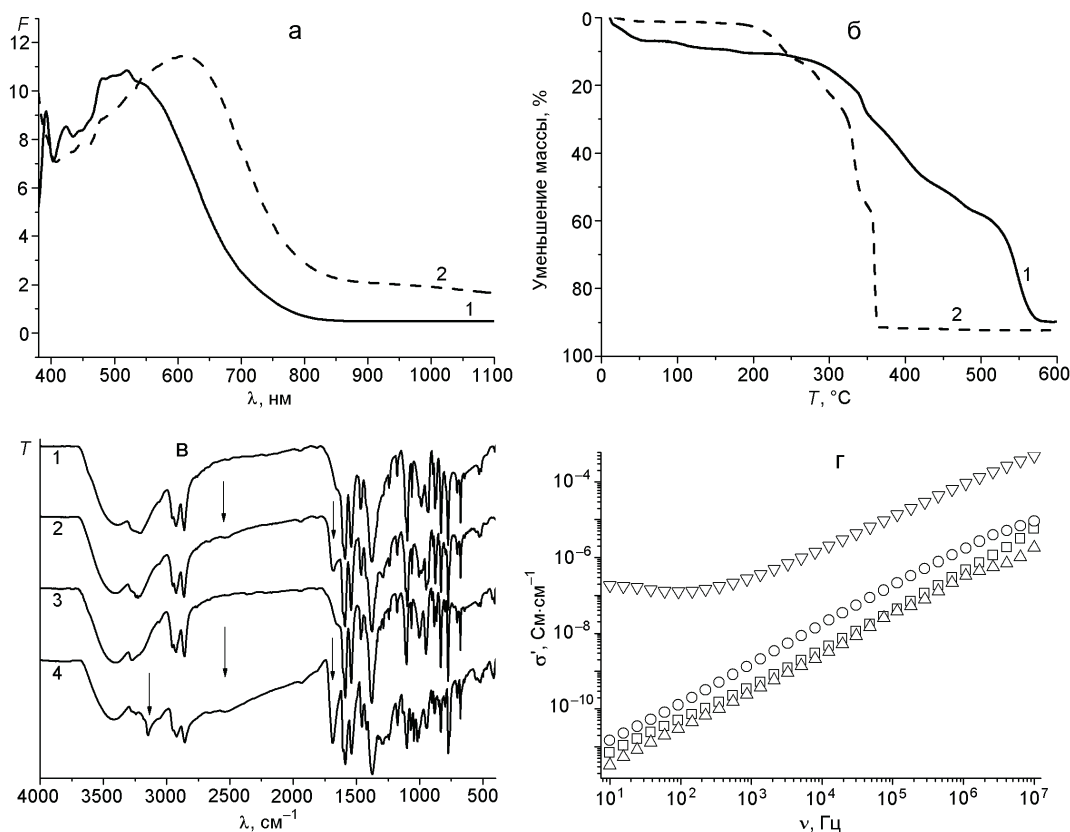 а
F
12
10
8
6
4
2
0
2
1
400 500 600 700 800 900 1000 1100
λ, нм
б
Уменьшение массы, %
0
20
40
60
80
100
1
2
0 100 200 300 400 500 600
T, °C
в
T
1
2
3
4
4000 3500 3000 2500 2000 1500 1000 500
λ, см⁻¹
г
σ', См·см⁻¹
10⁻⁴
10⁻⁶
10⁻⁸
10⁻¹⁰
10¹ 10² 10³ 10⁴ 10⁵ 10⁶ 10⁷
ν, Гц